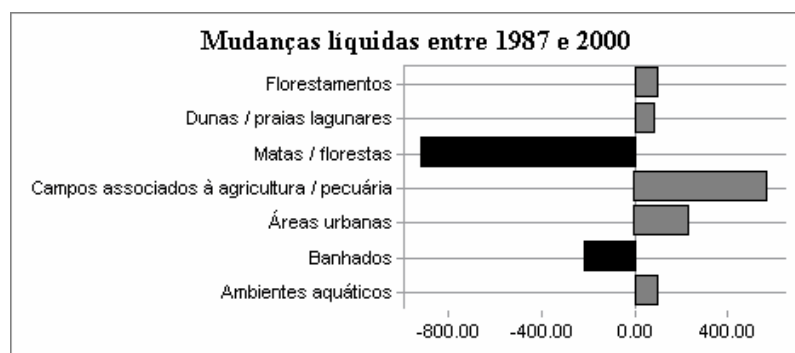 Mudanças líquidas entre 1987 e 2000
Florestamentos
Dunas / praias lagunares
Matas / florestas
Campos associados à agricultura / pecuária
Áreas urbanas
Banhados
Ambientes aquáticos
-800.00 -400.00 0.00 400.00